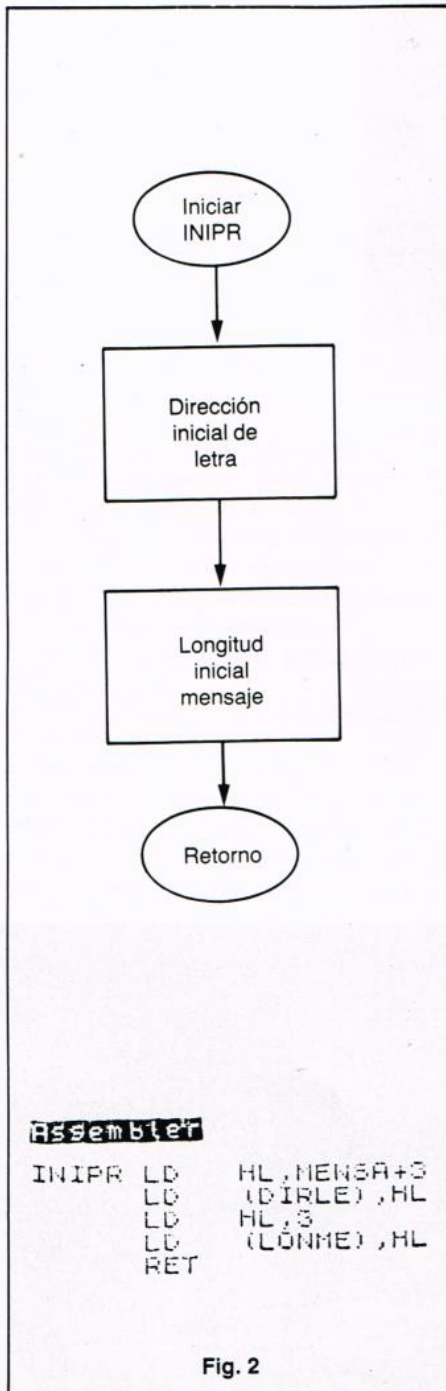 Iniciar
INIPR
Dirección
inicial de
letra
Longitud
inicial
mensaje
Retorno
Assembler
INIPR LD HL,MENSA+3
LD (DIRLE),HL
LD HL,3
LD (LONME),HL
RET
Fig. 2